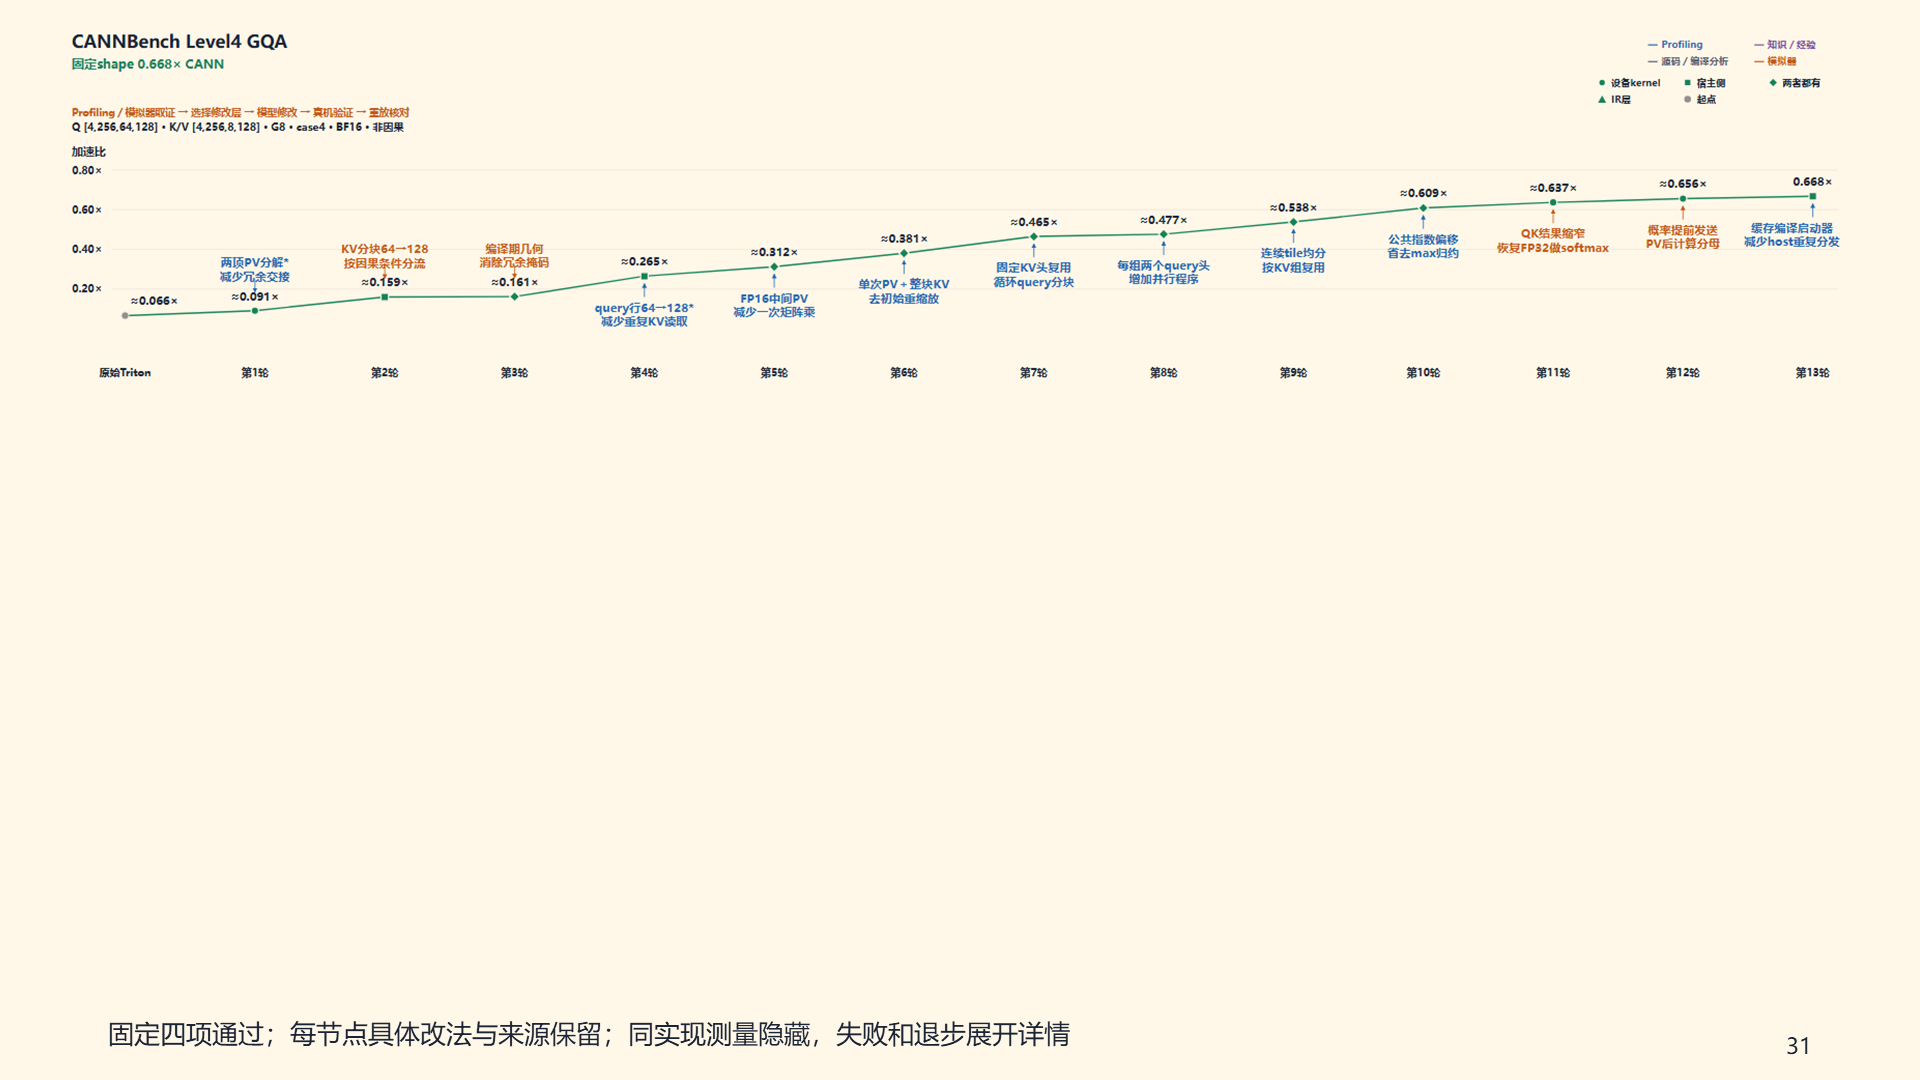 CANNBench Level4 GQA
固定shape 0.668× CANN
— Profiling
— 知识 / 经验
— 源码 / 编译分析
— 模拟器
设备kernel
宿主侧
两者都有
IR层
起点
Profiling / 模拟器取证 → 选择修改层 → 模型修改 → 真机验证 → 重放核对
Q [4,256,64,128] • K/V [4,256,8,128] • G8 • case4 • BF16 • 非因果
加速比
0.80×
0.60×
0.40×
0.20×
≈0.066×
≈0.091×
≈0.159×
≈0.161×
≈0.265×
≈0.312×
≈0.381×
≈0.465×
≈0.477×
≈0.538×
≈0.609×
≈0.637×
≈0.656×
0.668×
两项PV分解*
减少冗余交接
KV分块64→128
按因果条件分流
编译期几何
消除冗余掩码
query行64→128*
减少重复KV读取
FP16中间PV
减少一次矩阵乘
单次PV + 整块KV
去初始重缩放
固定KV头复用
循环query分块
每组两个query头
增加并行程序
连续tile均分
按KV组复用
公共指数偏移
省去max归约
QK结果缩窄
恢复FP32做softmax
概率提前发送
PV后计算分母
缓存编译启动器
减少host重复分发
原始Triton
第1轮
第2轮
第3轮
第4轮
第5轮
第6轮
第7轮
第8轮
第9轮
第10轮
第11轮
第12轮
第13轮
固定四项通过；每节点具体改法与来源保留；同实现测量隐藏，失败和退步展开详情
31